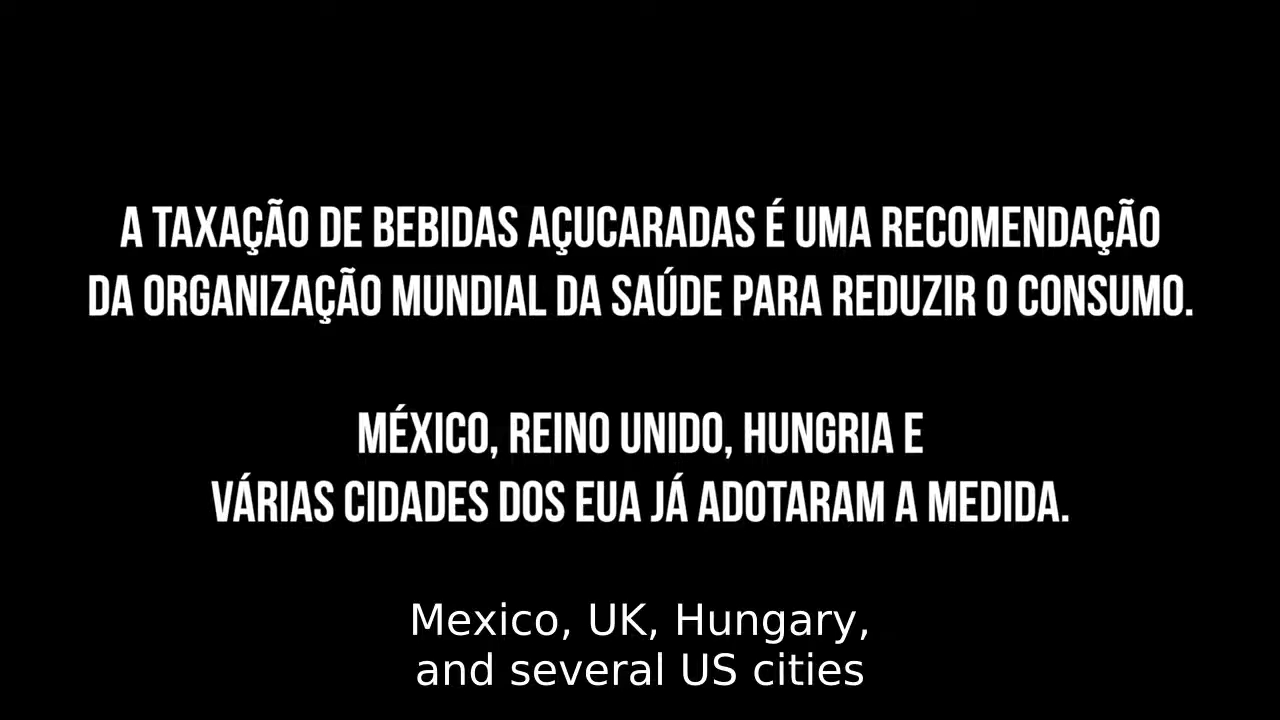 A TAXAÇÃO DE BEBIDAS AÇUCARADAS É UMA RECOMENDAÇÃO
DA ORGANIZAÇÃO MUNDIAL DA SAÚDE PARA REDUZIR O CONSUMO.
MÉXICO, REINO UNIDO, HUNGRIA E
VÁRIAS CIDADES DOS EUA JÁ ADOTARAM A MEDIDA.
Mexico, UK, Hungary,
and several US cities